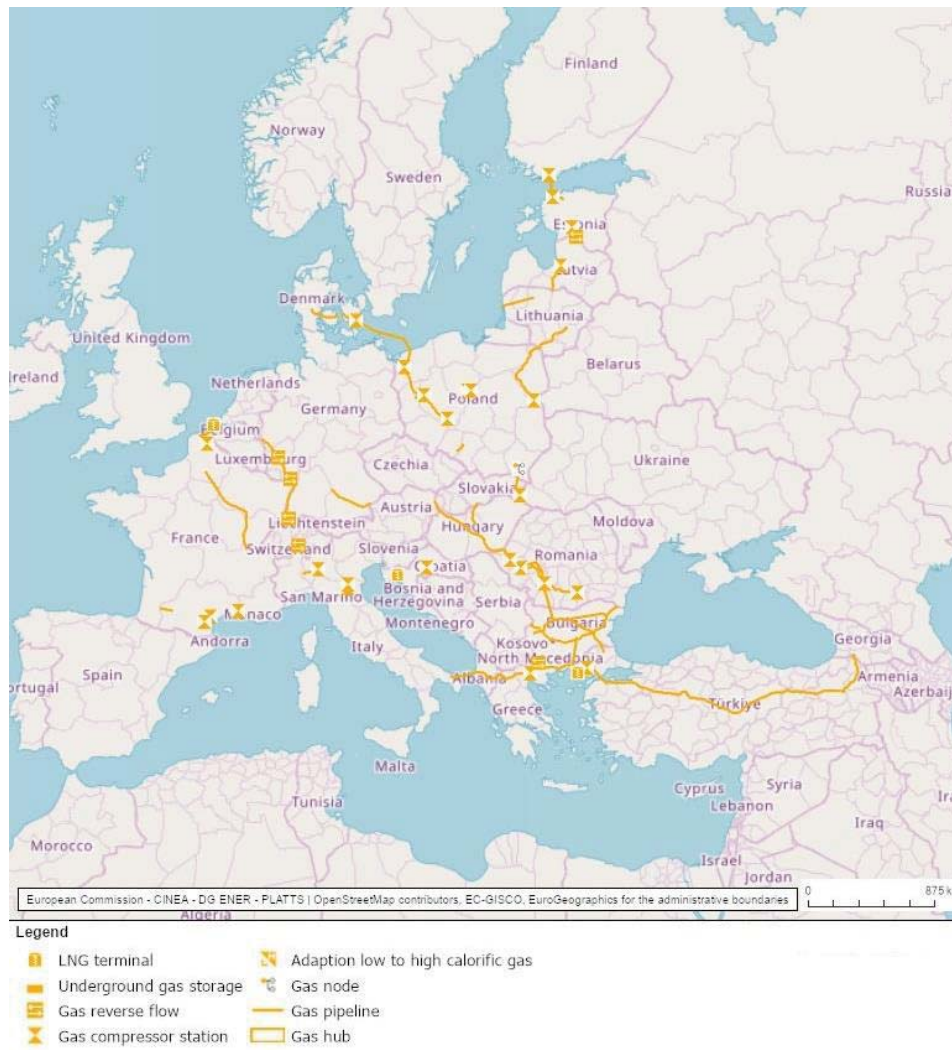 Finland
Norway
Sweden
Russia
Estonia
Latvia
Denmark
Lithuania
United Kingdom
Ireland
Belarus
Netherlands
Poland
Germany
Belgium
Luxembourg
Czechia
Ukraine
Slovakia
Austria
Liechtenstein
Moldova
Hungary
France
Switzerland
Slovenia
Romania
Croatia
San Marino
Bosnia and
Herzegovina
Serbia
Monaco
Montenegro
Bulgaria
Andorra
Italy
Kosovo*
Georgia
North Macedonia
Spain
Albania
Armenia
Portugal
Azerbaij
Türkiye
Greece
Malta
Cyprus
Syria
Tunisia
Lebanon
Iraq
Morocco
Israel
Jordan
0 875 k
European Commission - CINEA - DG ENER - PLATTS | OpenStreetMap contributors, EC-GISCO, EuroGeographics for the administrative boundaries
Algeria
Legend
LNG terminal
Adaption low to high calorific gas
Underground gas storage
Gas node
Gas reverse flow
Gas pipeline
Gas compressor station
Gas hub